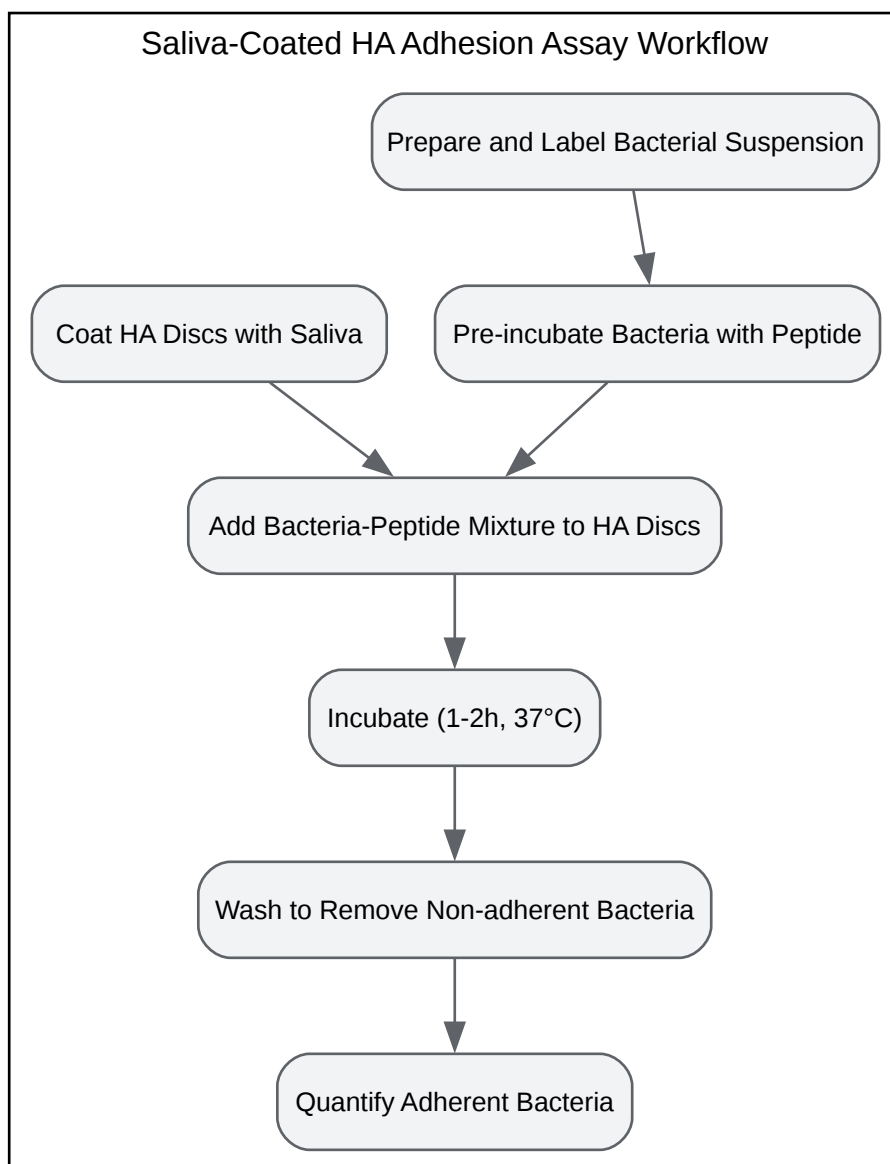 Saliva-Coated HA Adhesion Assay Workflow
Prepare and Label Bacterial Suspension
Coat HA Discs with Saliva
Pre-incubate Bacteria with Peptide
Add Bacteria-Peptide Mixture to HA Discs
Incubate (1-2h, 37°C)
Wash to Remove Non-adherent Bacteria
Quantify Adherent Bacteria